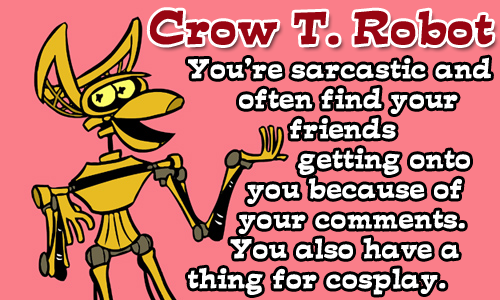 Crow T. Robot
You're sarcastic and
often find your
friends
getting onto
you because of
your comments.
You also have a
thing for cosplay.